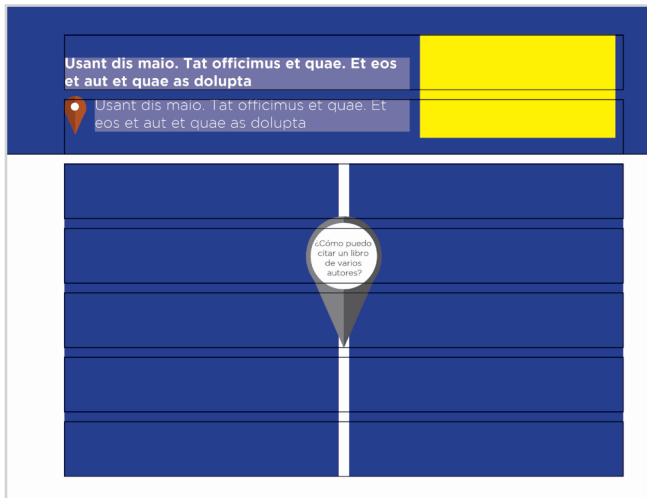 Usant dis maio. Tat officimus et quae. Et eos
et aut et quae as dolupta
Usant dis maio. Tat officimus et quae. Et
eos et aut et quae as dolupta
¿Cómo puedo
citar un libro
de varios
autores?